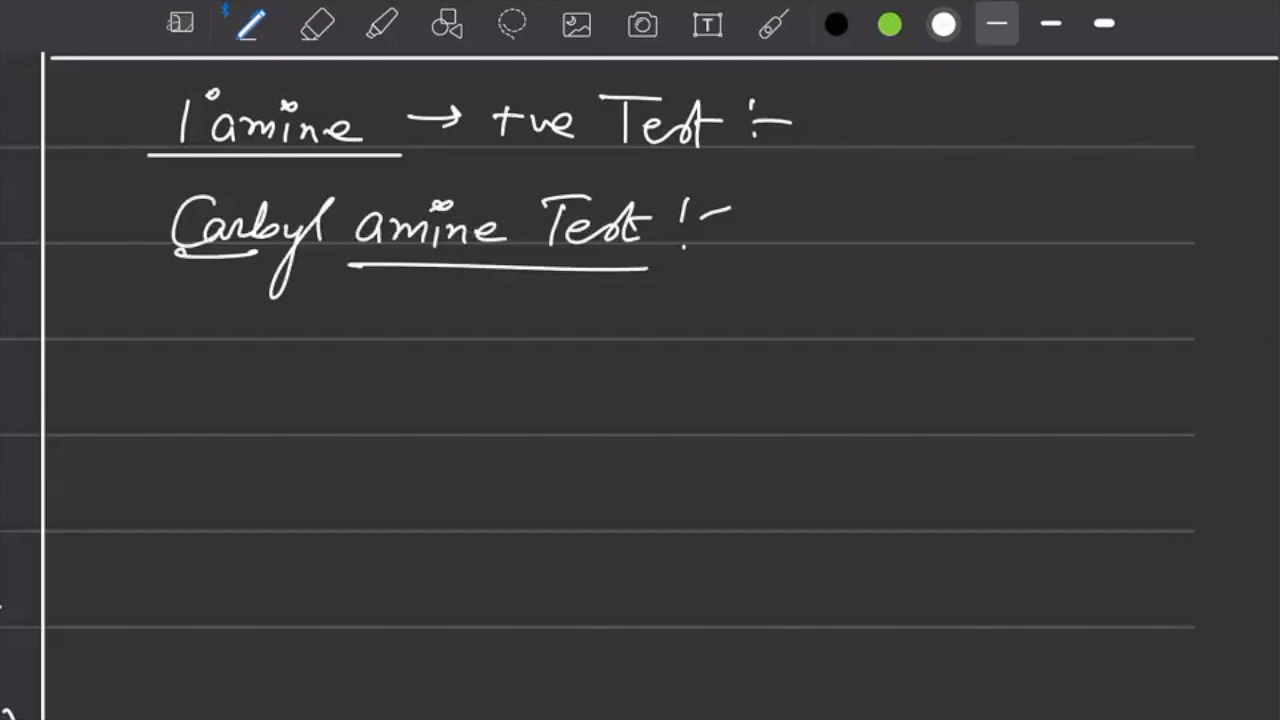 1° amine → +ve Test :-
Carbyl amine Test :-